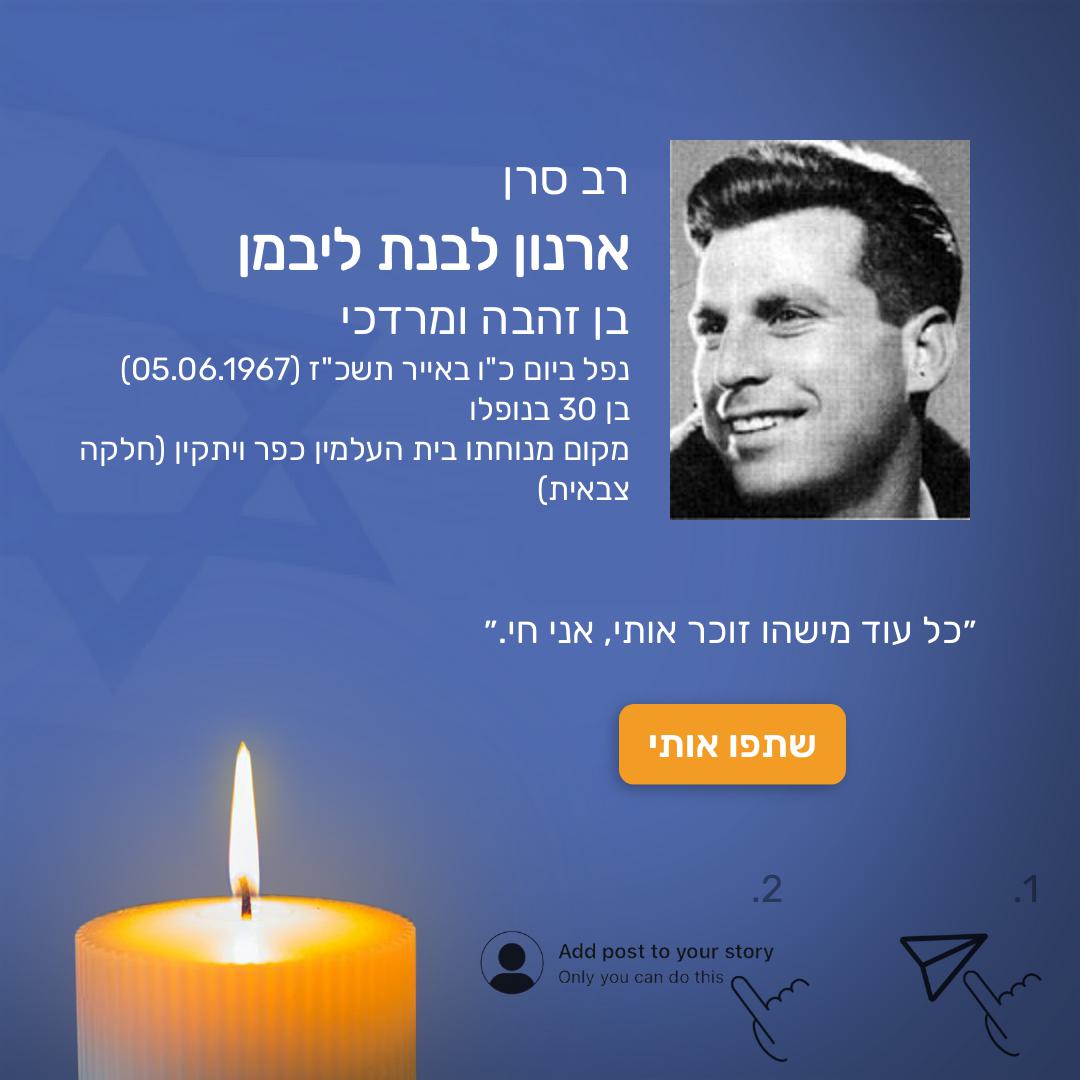 רב סרן
ארנון לבנת ליבמן
בן זהבה ומרדכי
נפל ביום כ"ו באייר תשכ"ז (05.06.1967)
בן 30 בנופלו
מקום מנוחתו בית העלמין כפר ויתקין (חלקה
צבאית)
״כל עוד מישהו זוכר אותי, אני חי.״
שתפו אותי
.1
.2
Add post to your story
Only you can do this